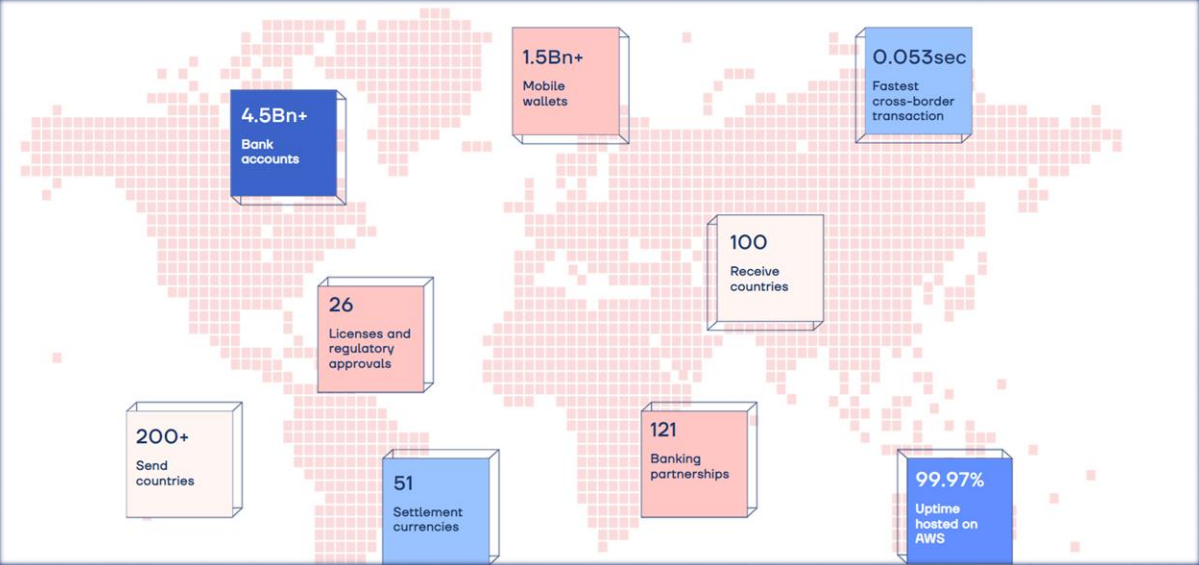 1.5Bn+
Mobile
wallets
0.053sec
Fastest
cross-border
transaction
4.5Bn+
Bank
accounts
100
Receive
countries
26
Licenses and
regulatory
approvals
200+
Send
countries
51
Settlement
currencies
121
Banking
partnerships
99.97%
Uptime
hosted on
AWS